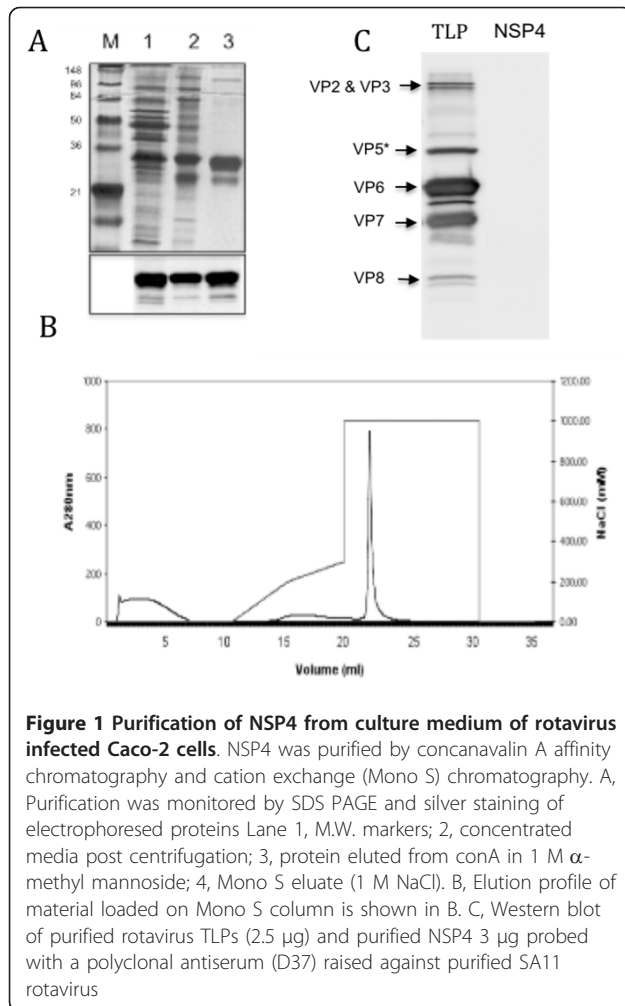 A
M 1 2 3
148
98
64
50
36
21
C
TLP NSP4
VP2 & VP3
VP5*
VP6
VP7
VP8
B
1000
800
600
400
200
0
A280nm
1200.00
1000.00
800.00
600.00
400.00
200.00
0.00
NaCl (mM)
5 10 15 20 25 30 35
Volume (ml)
Figure 1 Purification of NSP4 from culture medium of rotavirus
infected Caco-2 cells. NSP4 was purified by concanavalin A affinity
chromatography and cation exchange (Mono S) chromatography. A,
Purification was monitored by SDS PAGE and silver staining of
electrophoresed proteins Lane 1, M.W. markers; 2, concentrated
media post centrifugation; 3, protein eluted from conA in 1 M α-
methyl mannoside; 4, Mono S eluate (1 M NaCl). B, Elution profile of
material loaded on Mono S column is shown in B. C, Western blot
of purified rotavirus TLPs (2.5 μg) and purified NSP4 3 μg probed
with a polyclonal antiserum (D37) raised against purified SA11
rotavirus